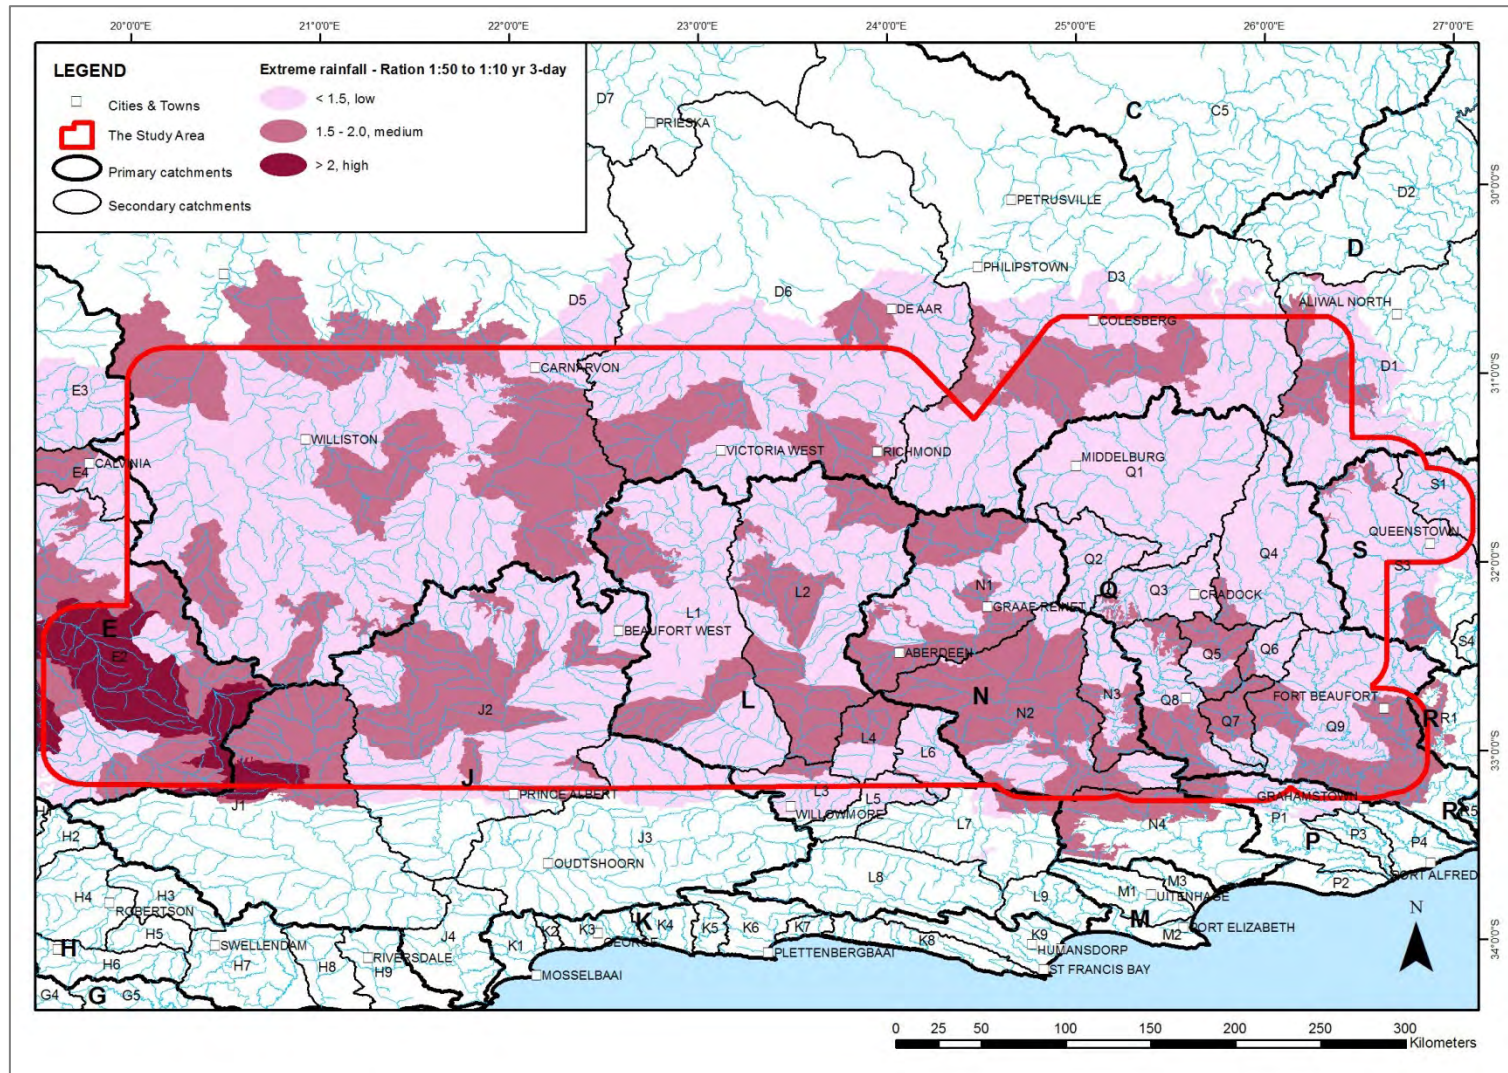 20°0'0"E 21°0'0"E 22°0'0"E 23°0'0"E 24°0'0"E 25°0'0"E 26°0'0"E 27°0'0"E
LEGEND
Cities & Towns
The Study Area
Primary catchments
Secondary catchments
Extreme rainfall - Ration 1:50 to 1:10 yr 3-day
< 1.5, low
1.5 - 2.0, medium
> 2, high
D7
PRIESKA
C
C5
D2
30°0'0"S
PETRUSVILLE
D
PHILIPSTOWN
D3
D5
D6
DE AAR
ALIWAL NORTH
COLESBERG
D1
31°0'0"S
E3
CARNARVON
WILLISTON
VICTORIA WEST
RICHMOND
MIDDELBURG
Q1
CALVINIA
E4
S1
QUEENSTOWN
S
S3
32°0'0"S
Q2
Q4
Q
Q3
CRADOCK
N1
GRAAF REINET
L2
L1
BEAUFORT WEST
E
E2
ABERDEEN
Q5
Q6
S4
L
N
N2
N3
Q8
FORT BEAUFORT
Q7
Q9
R
R1
J2
L4
L6
33°0'0"S
J
J1
PRINCE ALBERT
L3
L5
WILLOWMORE
GRAHAMSTOWN
P1
R
R5
H2
J3
L7
N4
P
P3
P4
OUDTSHOORN
L8
PORT ALFRED
P2
H4
H3
ROBERTSON
H5
L9
M1
M3
UITENHAGE
M
M2
PORT ELIZABETH
H
H6
SWELLENDAM
H7
H8
RIVERSDALE
H9
J4
K1
K2
K3
GEORGE
K
K4
K5
K6
K7
K8
K9
HUMANSDORP
PLETTENBERGBAAI
ST FRANCIS BAY
MOSSELBAAI
34°0'0"S
G4
G
G5
N
0 25 50 100 150 200 250 300
Kilometers